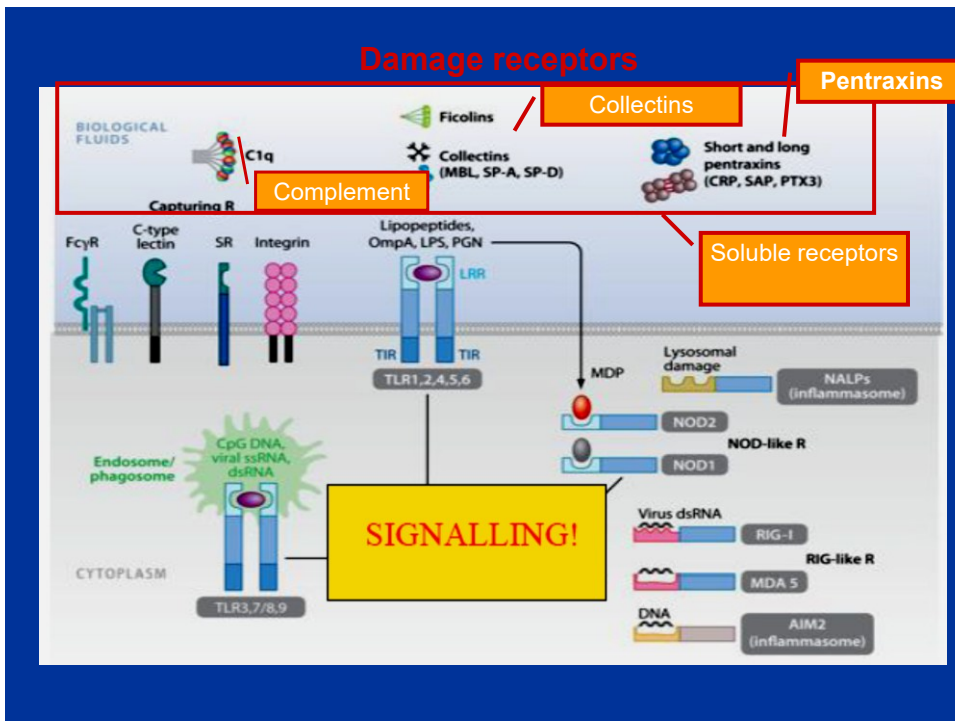 Damage receptors
Pentraxins
Collectins
BIOLOGICAL
FLUIDS
Ficolins
C1q
Collectins
(MBL, SP-A, SP-D)
Short and long
pentraxins
(CRP, SAP, PTX3)
Complement
Capturing R
Soluble receptors
FcγR
C-type
lectin
SR
Integrin
Lipopeptides,
OmpA, LPS, PGN
LRR
TIR
TIR
TLR1,2,4,5,6
MDP
Lysosomal
damage
NALPs
(inflammasome)
NOD2
NOD-like R
NOD1
Endosome/
phagosome
CpG DNA,
viral ssRNA,
dsRNA
SIGNALLING!
Virus dsRNA
RIG-I
RIG-like R
MDA 5
CYTOPLASM
TLR3,7/8,9
DNA
AIM2
(inflammasome)